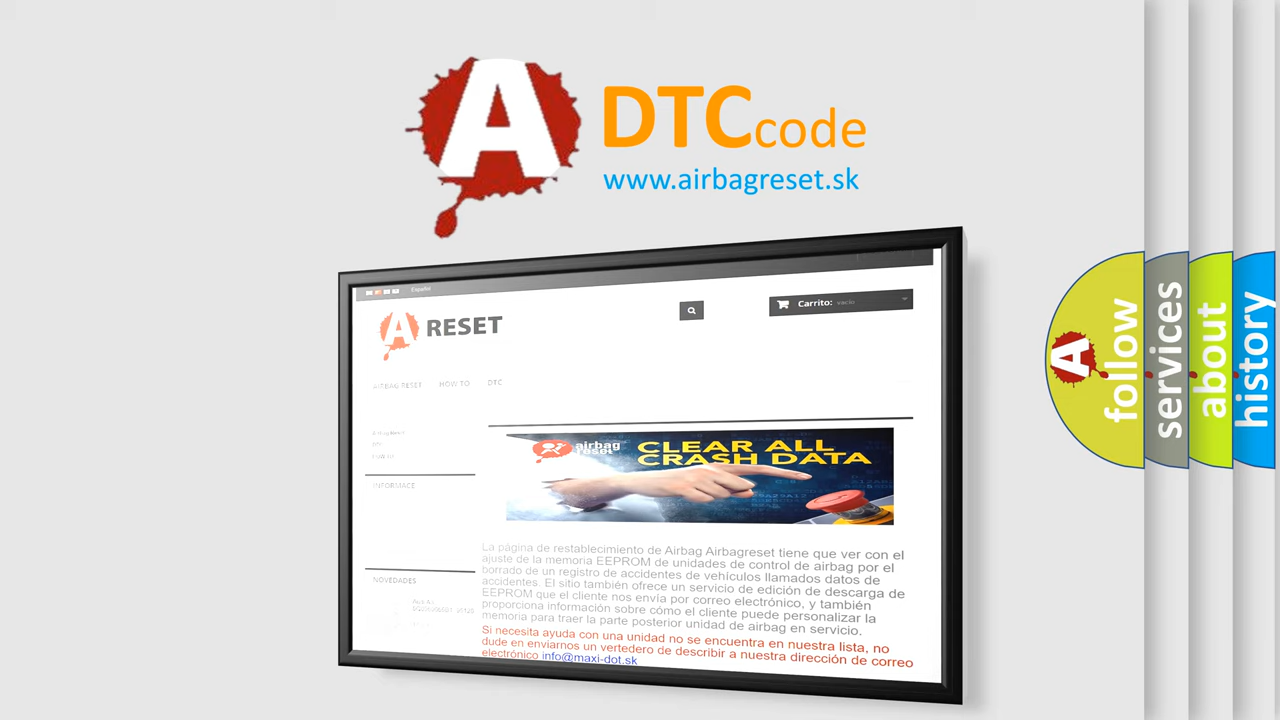 A
DTC code
www.airbagreset.sk
Español
A RESET
Carrito: vacío
AIRBAG RESET HOW TO DTC
INFORMACE
airbag
reset
CLEAR ALL
CRASH DATA
La página de restablecimiento de Airbag Airbagreset tiene que ver con el
ajuste de la memoria EEPROM de unidades de control de airbag por el
borrado de un registro de accidentes de vehículos llamados datos de
accidentes. El sitio también ofrece un servicio de edición de descarga de
EEPROM que el cliente nos envía por correo electrónico, y también
proporciona información sobre cómo el cliente puede personalizar la
memoria para traer la parte posterior unidad de airbag en servicio.
Si necesita ayuda con una unidad no se encuentra en nuestra lista, no
dude en enviarnos un vertedero de describir a nuestra dirección de correo
electrónico info@maxi-dot.sk
NOVEDADES
A
follow
services
about
history